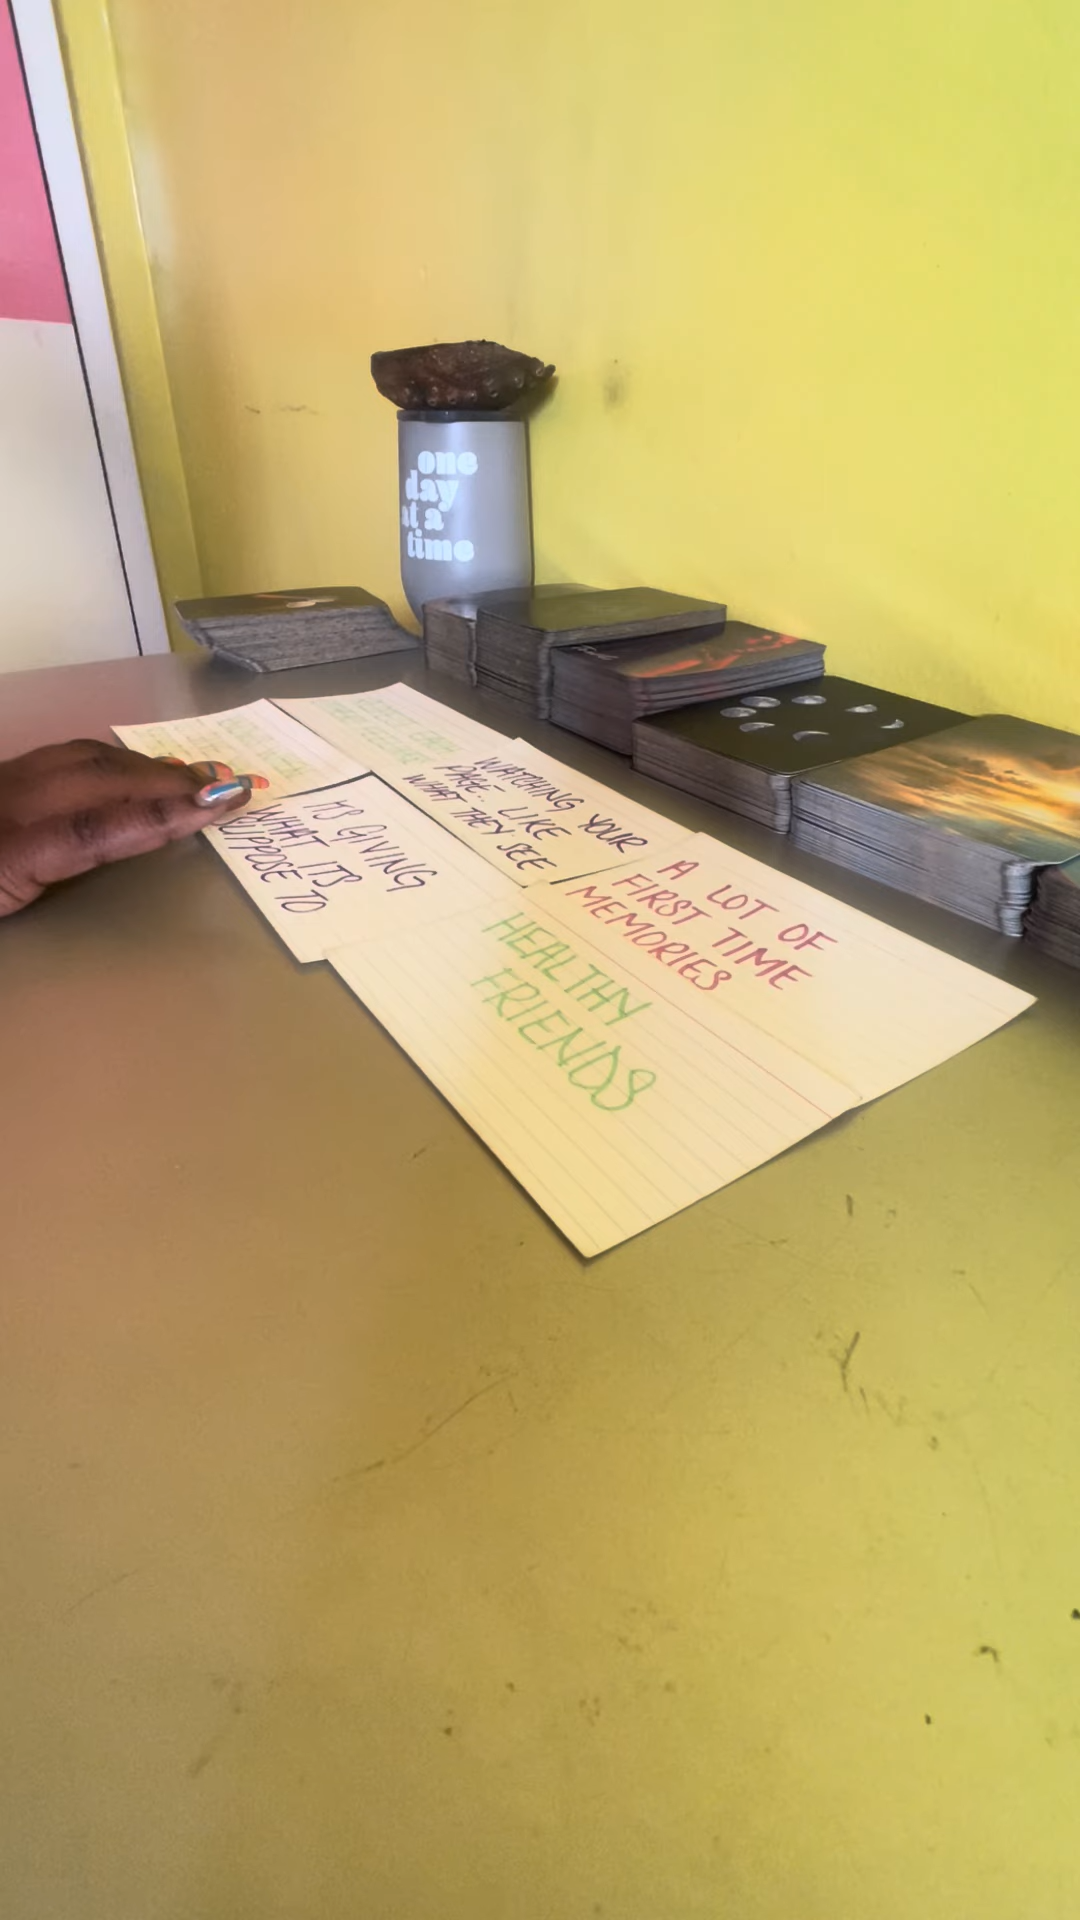 one
day
at a
time
WATCHING YOUR
PAGE.. LIKE
WHAT THEY SEE
ITS GIVING
WHAT ITS
SUPPOSE TO
A LOT OF
FIRST TIME
MEMORIES
HEALTHY
FRIENDS